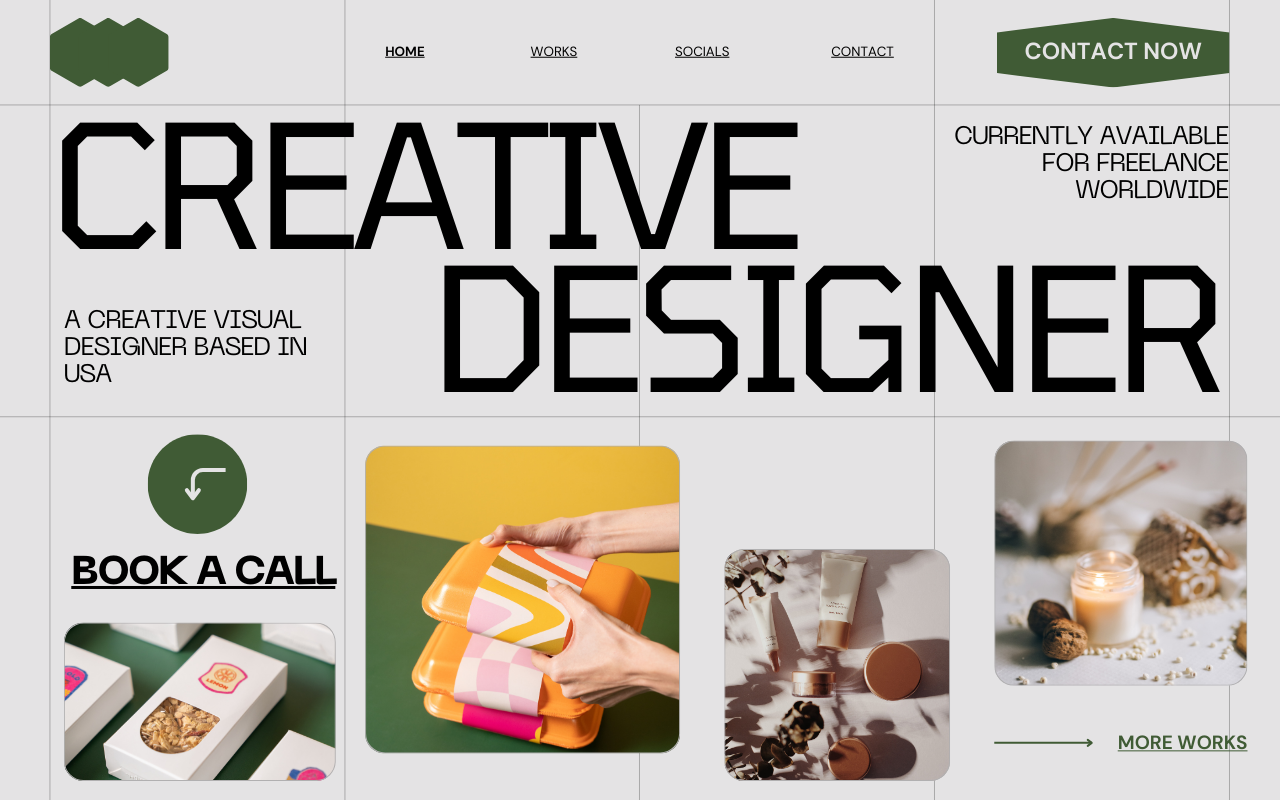 HOME
WORKS
SOCIALS
CONTACT
CONTACT NOW
CREATIVE
CURRENTLY AVAILABLE
FOR FREELANCE
WORLDWIDE
DESIGNER
A CREATIVE VISUAL
DESIGNER BASED IN
USA
BOOK A CALL
LEMON
MORE WORKS